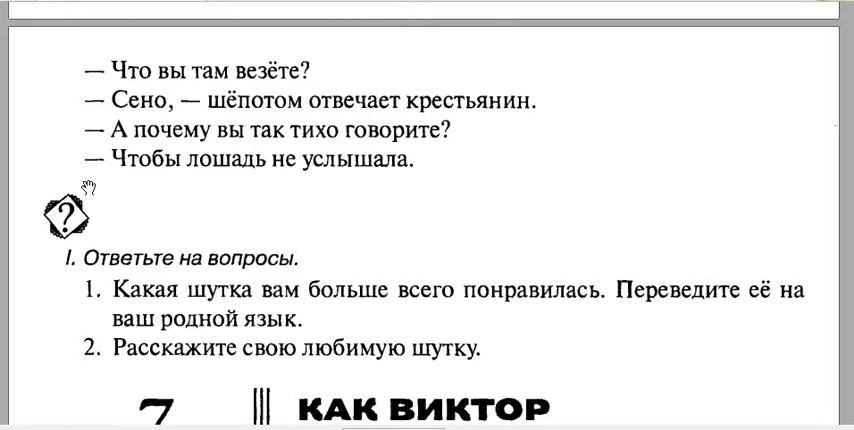 — Что вы там везёте?
— Сено, — шёпотом отвечает крестьянин.
— А почему вы так тихо говорите?
— Чтобы лошадь не услышала.
?
I. Ответьте на вопросы.
1. Какая шутка вам больше всего понравилась. Переведите её на
ваш родной язык.
2. Расскажите свою любимую шутку.
7 КАК ВИКТОР